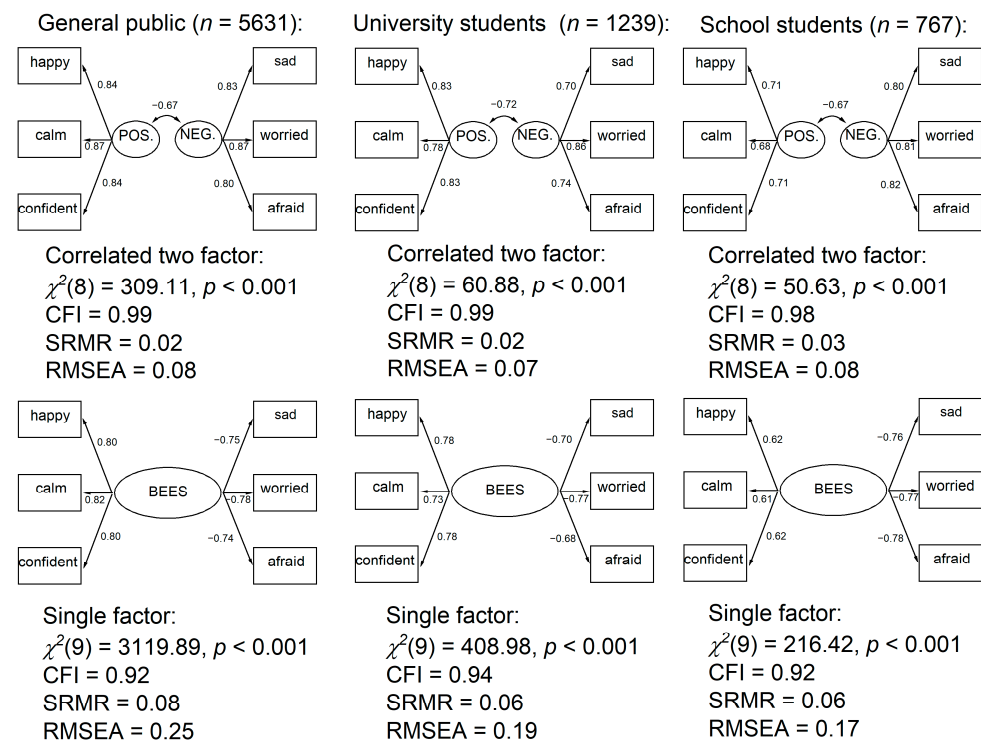 General public (n = 5631):
happy
sad
0.84
0.83
−0.67
calm
POS.
NEG.
worried
0.87
0.87
0.84
0.80
confident
afraid
Correlated two factor:
χ²(8) = 309.11, p < 0.001
CFI = 0.99
SRMR = 0.02
RMSEA = 0.08
University students (n = 1239):
happy
sad
0.83
0.70
−0.72
calm
POS.
NEG.
worried
0.78
0.86
0.83
0.74
confident
afraid
Correlated two factor:
χ²(8) = 60.88, p < 0.001
CFI = 0.99
SRMR = 0.02
RMSEA = 0.07
School students (n = 767):
happy
sad
0.71
0.80
−0.67
calm
POS.
NEG.
worried
0.68
0.81
0.71
0.82
confident
afraid
Correlated two factor:
χ²(8) = 50.63, p < 0.001
CFI = 0.98
SRMR = 0.03
RMSEA = 0.08
happy
sad
0.80
−0.75
calm
BEES
worried
0.82
−0.78
0.80
−0.74
confident
afraid
Single factor:
χ²(9) = 3119.89, p < 0.001
CFI = 0.92
SRMR = 0.08
RMSEA = 0.25
happy
sad
0.78
−0.70
calm
BEES
worried
0.73
−0.77
0.78
−0.68
confident
afraid
Single factor:
χ²(9) = 408.98, p < 0.001
CFI = 0.94
SRMR = 0.06
RMSEA = 0.19
happy
sad
0.62
−0.76
calm
BEES
worried
0.61
−0.77
0.62
−0.78
confident
afraid
Single factor:
χ²(9) = 216.42, p < 0.001
CFI = 0.92
SRMR = 0.06
RMSEA = 0.17